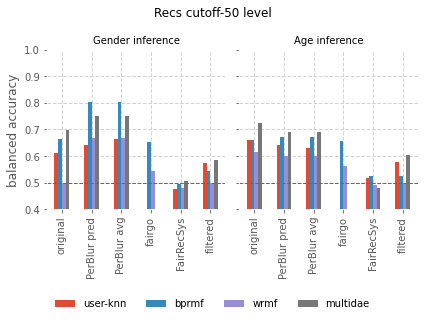 Recs cutoff-50 level
Gender inference
Age inference
balanced accuracy
1.0
0.9
0.8
0.7
0.6
0.5
0.4
original
PerBlur pred
PerBlur avg
fairgo
FairRecSys
filtered
original
PerBlur pred
PerBlur avg
fairgo
FairRecSys
filtered
user-knn
bprmf
wrmf
multidae